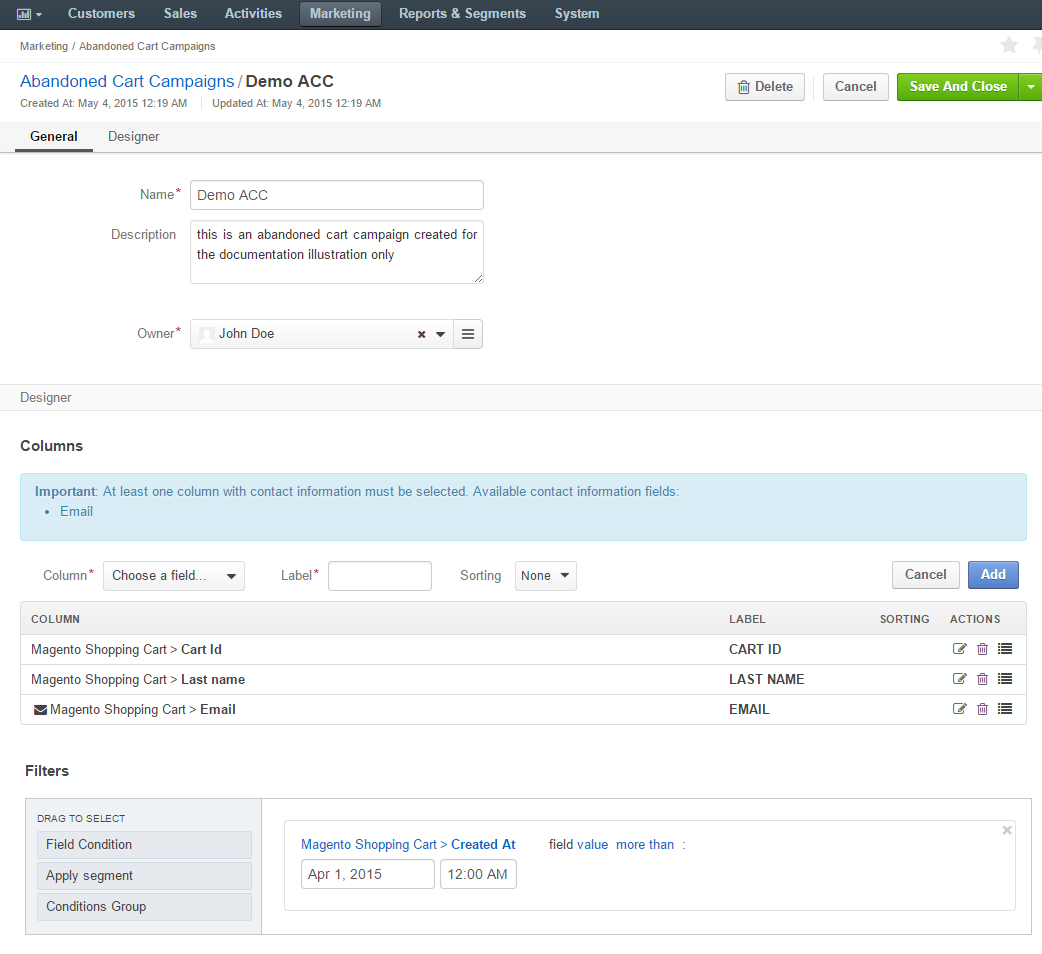 Customers Sales Activities Marketing Reports & Segments System
Marketing / Abandoned Cart Campaigns
Abandoned Cart Campaigns / Demo ACC
Delete Cancel Save And Close
Created At: May 4, 2015 12:19 AM Updated At: May 4, 2015 12:19 AM
General Designer
Name* Demo ACC
Description this is an abandoned cart campaign created for
the documentation illustration only
Owner* John Doe
Designer
Columns
Important: At least one column with contact information must be selected. Available contact information fields:
• Email
Column* Choose a field... Label* Sorting None Cancel Add
COLUMN LABEL SORTING ACTIONS
Magento Shopping Cart > Cart Id CART ID
Magento Shopping Cart > Last name LAST NAME
Magento Shopping Cart > Email EMAIL
Filters
DRAG TO SELECT
Field Condition
Apply segment
Conditions Group
Magento Shopping Cart > Created At field value more than :
Apr 1, 2015 12:00 AM